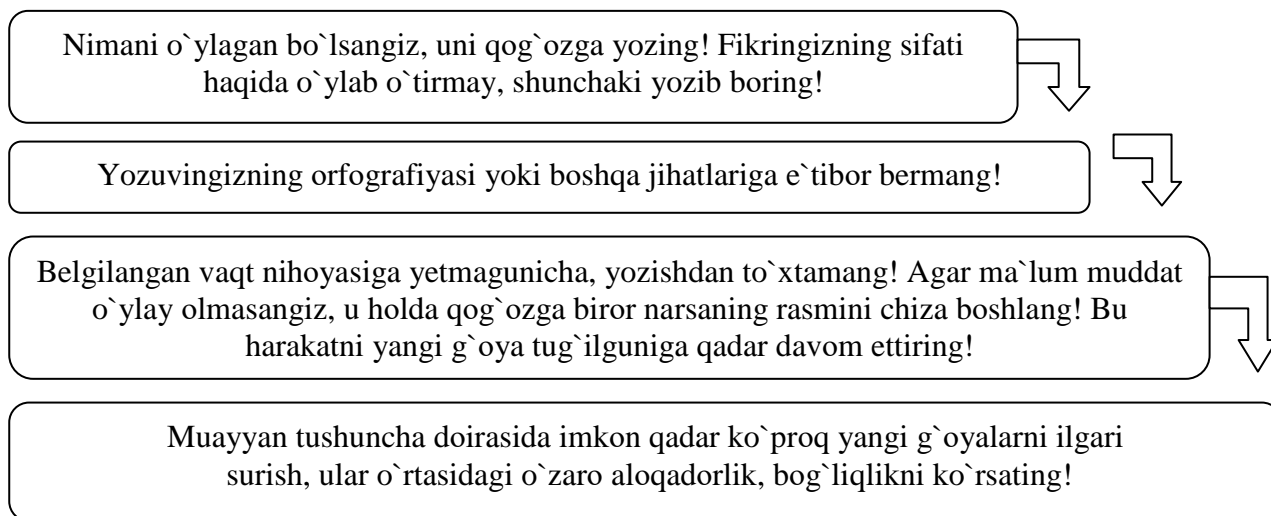 Nimani o`ylagan bo`lsangiz, uni qog`ozga yozing! Fikringizning sifati
haqida o`ylab o`tirmay, shunchaki yozib boring!
Yozuvingizning orfografiyasi yoki boshqa jihatlariga e`tibor bermang!
Belgilangan vaqt nihoyasiga yetmagunicha, yozishdan to`xtamang! Agar ma`lum muddat
o`ylay olmasangiz, u holda qog`ozga biror narsaning rasmini chiza boshlang! Bu
harakatni yangi g`oya tug`ilguniga qadar davom ettiring!
Muayyan tushuncha doirasida imkon qadar ko`proq yangi g`oyalarni ilgari
surish, ular o`rtasidagi o`zaro aloqadorlik, bog`liqlikni ko`rsating!